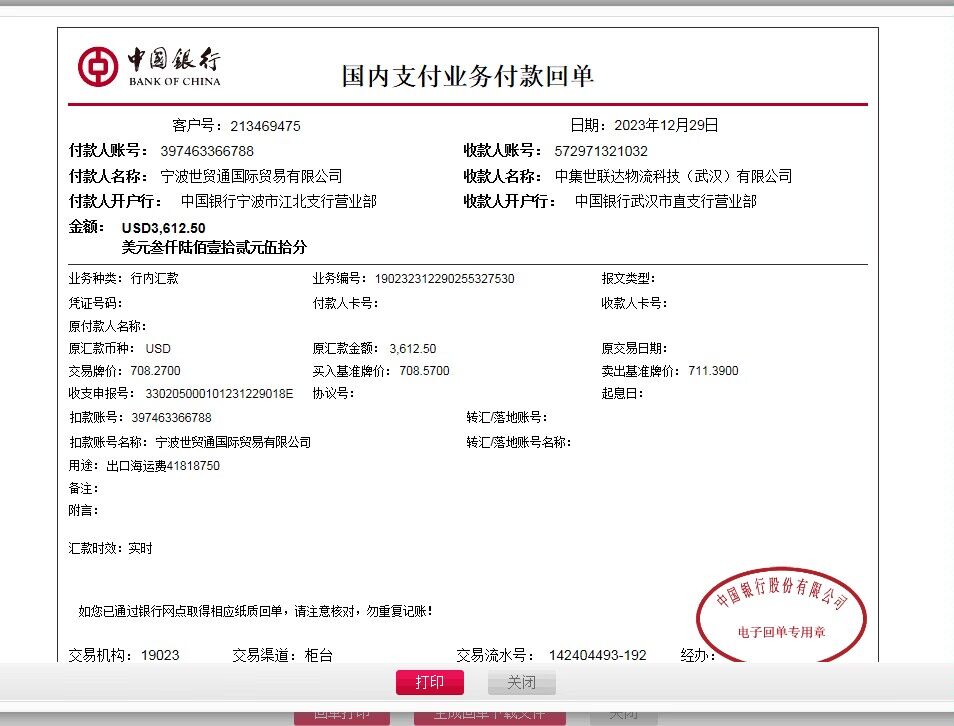 中国银行
BANK OF CHINA
国内支付业务付款回单
客户号：213469475 日期：2023年12月29日
付款人账号：397463366788 收款人账号：572971321032
付款人名称：宁波世贸通国际贸易有限公司 收款人名称：中集世联达物流科技（武汉）有限公司
付款人开户行：中国银行宁波市江北支行营业部 收款人开户行：中国银行武汉市直支行营业部
金额：USD3,612.50
美元叁仟陆佰壹拾贰元伍拾分
业务种类：行内汇款 业务编号：190232312290255327530 报文类型：
凭证号码： 付款人卡号： 收款人卡号：
原付款人名称：
原汇款币种：USD 原汇款金额：3,612.50 原交易日期：
交易牌价：708.2700 买入基准牌价：708.5700 卖出基准牌价：711.3900
收支申报号：330205000101231229018E 协议号： 起息日：
扣款账号：397463366788 转汇/落地账号：
扣款账号名称：宁波世贸通国际贸易有限公司 转汇/落地账号名称：
用途：出口海运费41818750
备注：
附言：
汇款时效：实时
中国银行股份有限公司
电子回单专用章
如您已通过银行网点取得相应纸质回单，请注意核对，勿重复记账！
交易机构：19023 交易渠道：柜台 交易流水号：142404493-192 经办：
打印 关闭
回单打印 生成回单下载文件 关闭